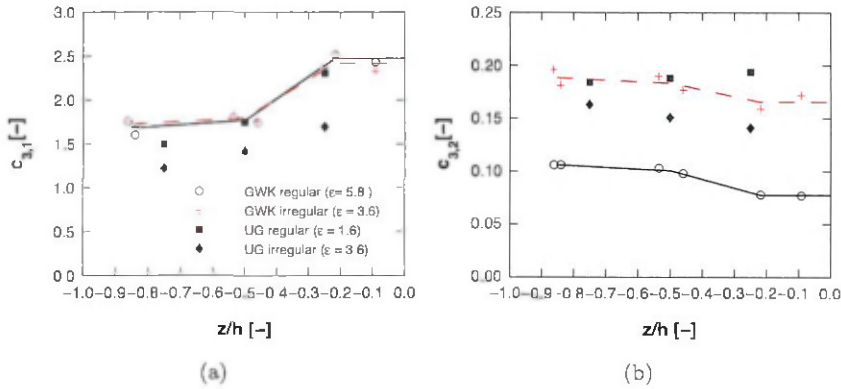 3.0
2.5
2.0
1.5
1.0
0.5
0.0
c3,1 [–]
GWK regular (ε= 5.8 )
GWK irregular (ε = 3.6)
UG regular (ε = 1.6)
UG irregular (ε = 3.6)
–1.0–0.9–0.8–0.7–0.6–0.5–0.4–0.3–0.2–0.1 0.0
z/h [–]
(a)
0.25
0.20
0.15
0.10
0.05
0.00
c3,2 [–]
–1.0–0.9–0.8–0.7–0.6–0.5–0.4–0.3–0.2–0.1 0.0
z/h [–]
(b)